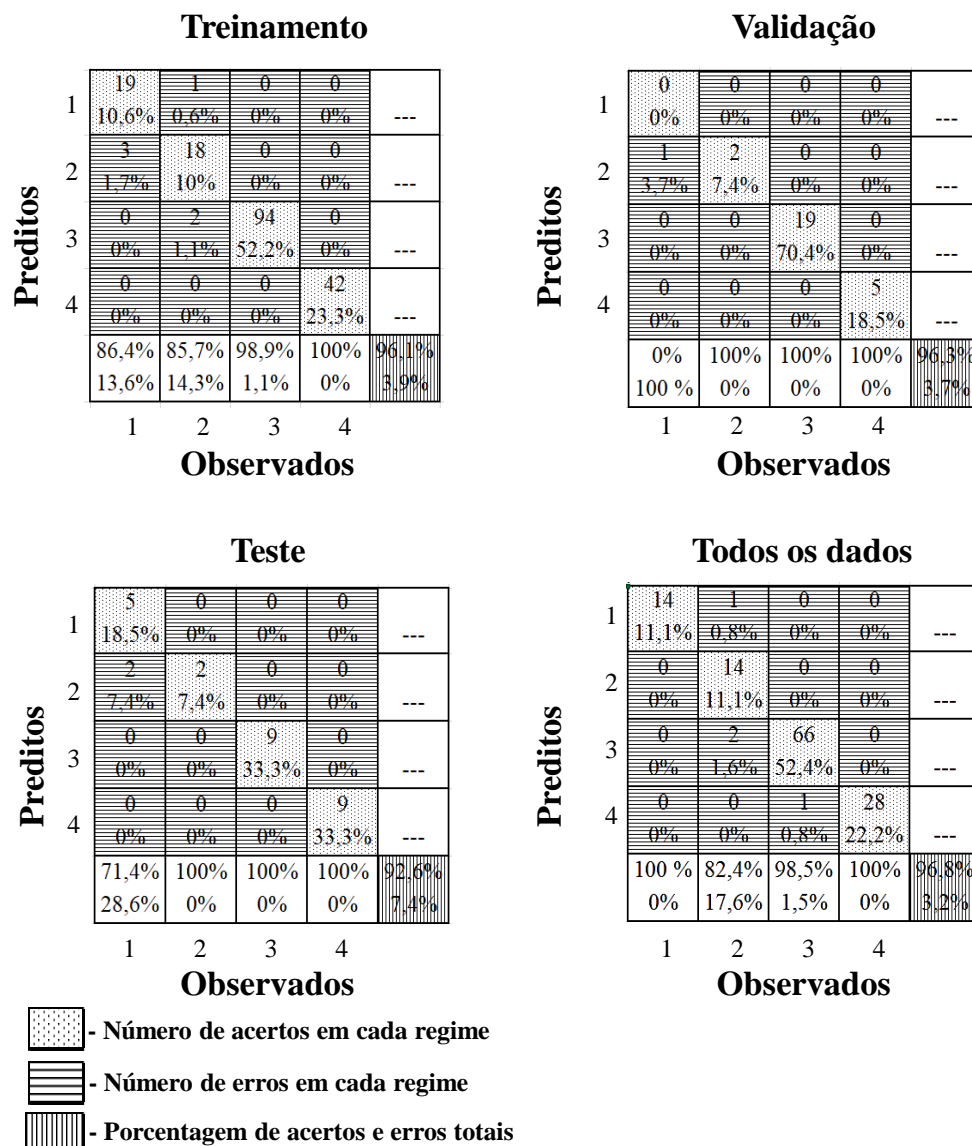 Treinamento
19 1 0 0
1
10,6% 0,6% 0% 0% ---
3 18 0 0
2
1,7% 10% 0% 0% ---
0 2 94 0
3
0% 1,1% 52,2% 0% ---
0 0 0 42
4
0% 0% 0% 23,3% ---
86,4% 85,7% 98,9% 100% 96,1%
13,6% 14,3% 1,1% 0% 3,9%
1 2 3 4
Preditos
Observados
Validação
0 0 0 0
1
0% 0% 0% 0% ---
1 2 0 0
2
3,7% 7,4% 0% 0% ---
0 0 19 0
3
0% 0% 70,4% 0% ---
0 0 0 5
4
0% 0% 0% 18,5% ---
0% 100% 100% 100% 96,3%
100 % 0% 0% 0% 3,7%
1 2 3 4
Preditos
Observados
Teste
5 0 0 0
1
18,5% 0% 0% 0% ---
2 2 0 0
2
7,4% 7,4% 0% 0% ---
0 0 9 0
3
0% 0% 33,3% 0% ---
0 0 0 9
4
0% 0% 0% 33,3% ---
71,4% 100% 100% 100% 92,6%
28,6% 0% 0% 0% 7,4%
1 2 3 4
Preditos
Observados
Todos os dados
14 1 0 0
1
11,1% 0,8% 0% 0% ---
0 14 0 0
2
0% 11,1% 0% 0% ---
0 2 66 0
3
0% 1,6% 52,4% 0% ---
0 0 1 28
4
0% 0% 0,8% 22,2% ---
100 % 82,4% 98,5% 100% 96,8%
0% 17,6% 1,5% 0% 3,2%
1 2 3 4
Preditos
Observados
- Número de acertos em cada regime
- Número de erros em cada regime
- Porcentagem de acertos e erros totais